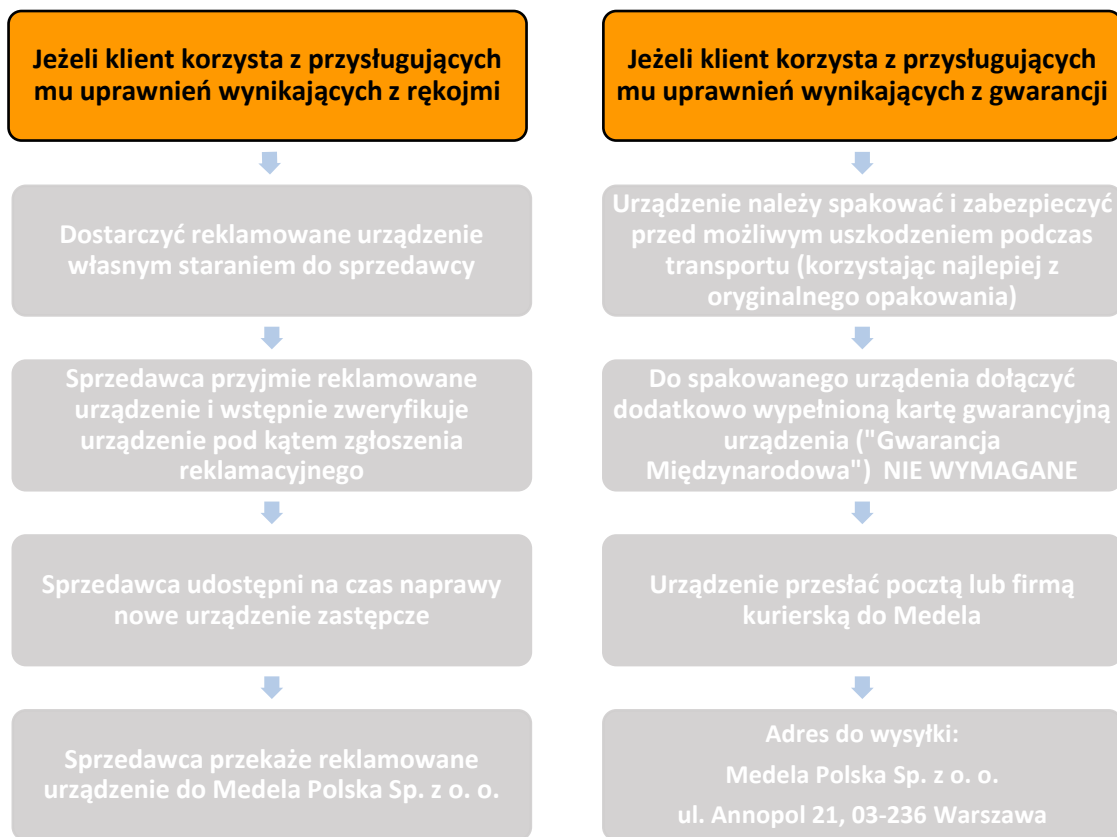 Jeżeli klient korzysta z przysługujących
mu uprawnień wynikających z rękojmi
Dostarczyć reklamowane urządzenie
własnym staraniem do sprzedawcy
Sprzedawca przyjmie reklamowane
urządzenie i wstępnie zweryfikuje
urządzenie pod kątem zgłoszenia
reklamacyjnego
Sprzedawca udostępni na czas naprawy
nowe urządzenie zastępcze
Sprzedawca przekaże reklamowane
urządzenie do Medela Polska Sp. z o. o.
Jeżeli klient korzysta z przysługujących
mu uprawnień wynikających z gwarancji
Urządzenie należy spakować i zabezpieczyć
przed możliwym uszkodzeniem podczas
transportu (korzystając najlepiej z
oryginalnego opakowania)
Do spakowanego urządenia dołączyć
dodatkowo wypełnioną kartę gwarancyjną
urządzenia ("Gwarancja
Międzynarodowa") NIE WYMAGANE
Urządzenie przesłać pocztą lub firmą
kurierską do Medela
Adres do wysyłki:
Medela Polska Sp. z o. o.
ul. Annopol 21, 03-236 Warszawa